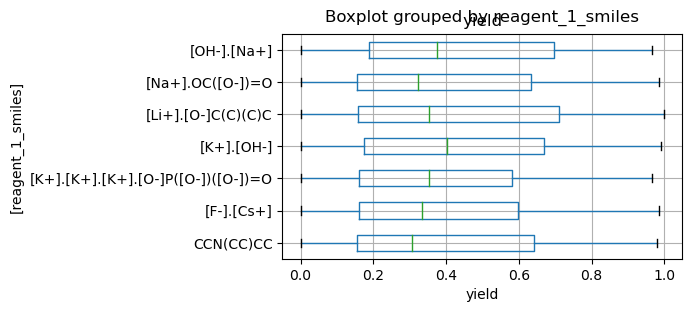 Boxplot grouped by reagent_1_smiles
yield
[reagent_1_smiles]
[OH-].[Na+]
[Na+].OC([O-])=O
[Li+].[O-]C(C)(C)C
[K+].[OH-]
[K+].[K+].[K+].[O-]P([O-])([O-])=O
[F-].[Cs+]
CCN(CC)CC
0.0 0.2 0.4 0.6 0.8 1.0
yield